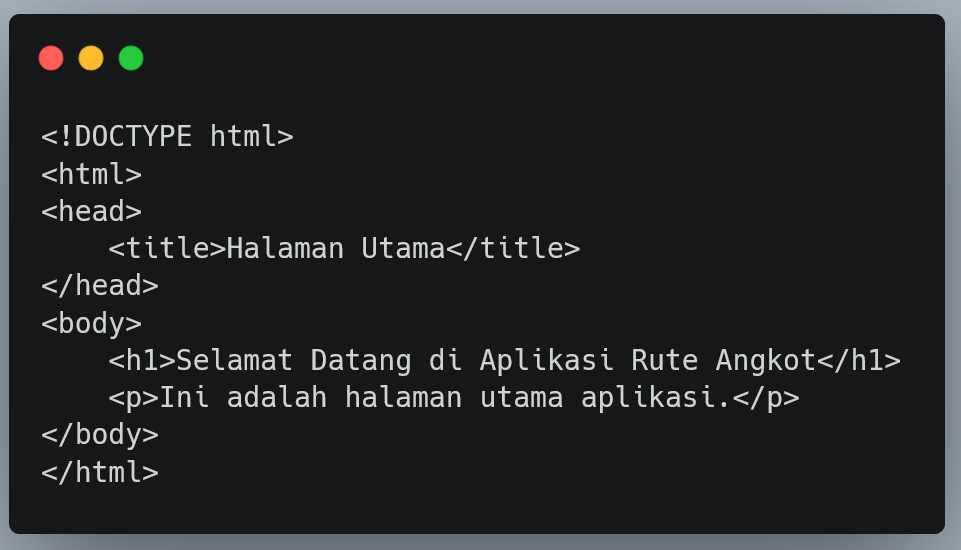 <!DOCTYPE html>
<html>
<head>
    <title>Halaman Utama</title>
</head>
<body>
    <h1>Selamat Datang di Aplikasi Rute Angkot</h1>
    <p>Ini adalah halaman utama aplikasi.</p>
</body>
</html>